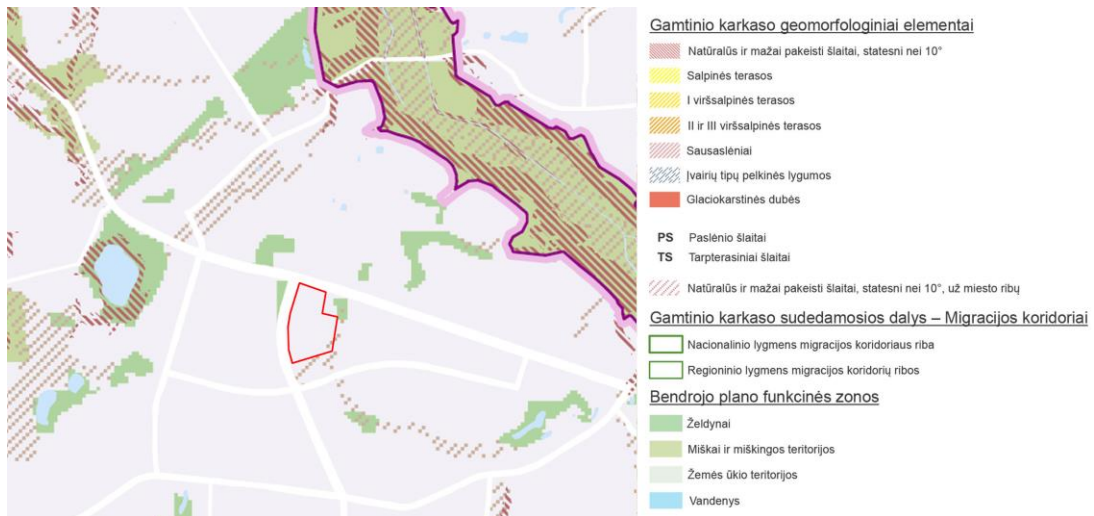 Gamtinio karkaso geomorfologiniai elementai
Natūralūs ir mažai pakeisti šlaitai, statesni nei 10°
Salpinės terasos
I viršsalpinės terasos
II ir III viršsalpinės terasos
Sausaslėniai
Įvairių tipų pelkinės lygumos
Glaciokarstinės dubės
PS Paslėnio šlaitai
TS Tarpterasiniai šlaitai
Natūralūs ir mažai pakeisti šlaitai, statesni nei 10°, už miesto ribų
Gamtinio karkaso sudedamosios dalys – Migracijos koridoriai
Nacionalinio lygmens migracijos koridoriaus riba
Regioninio lygmens migracijos koridorių ribos
Bendrojo plano funkcinės zonos
Želdynai
Miškai ir miškingos teritorijos
Žemės ūkio teritorijos
Vandenys